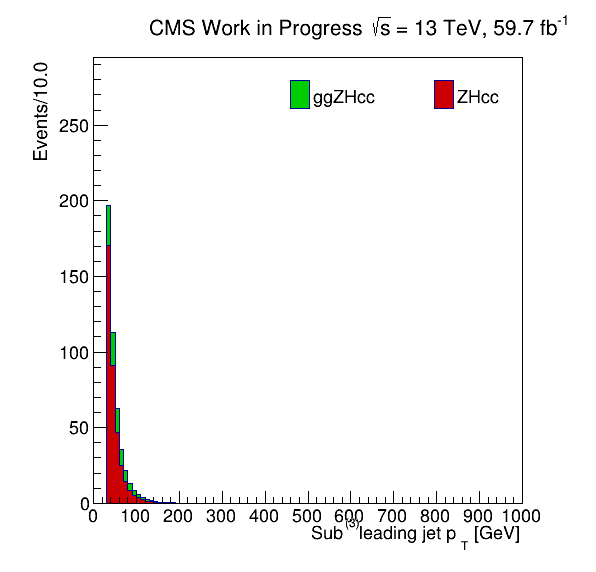 CMS Work in Progress √s = 13 TeV, 59.7 fb⁻¹
Events/10.0
ggZHcc ZHcc
250
200
150
100
50
0
0 100 200 300 400 500 600 700 800 900 1000
Sub⁽³⁾leading jet p_T [GeV]